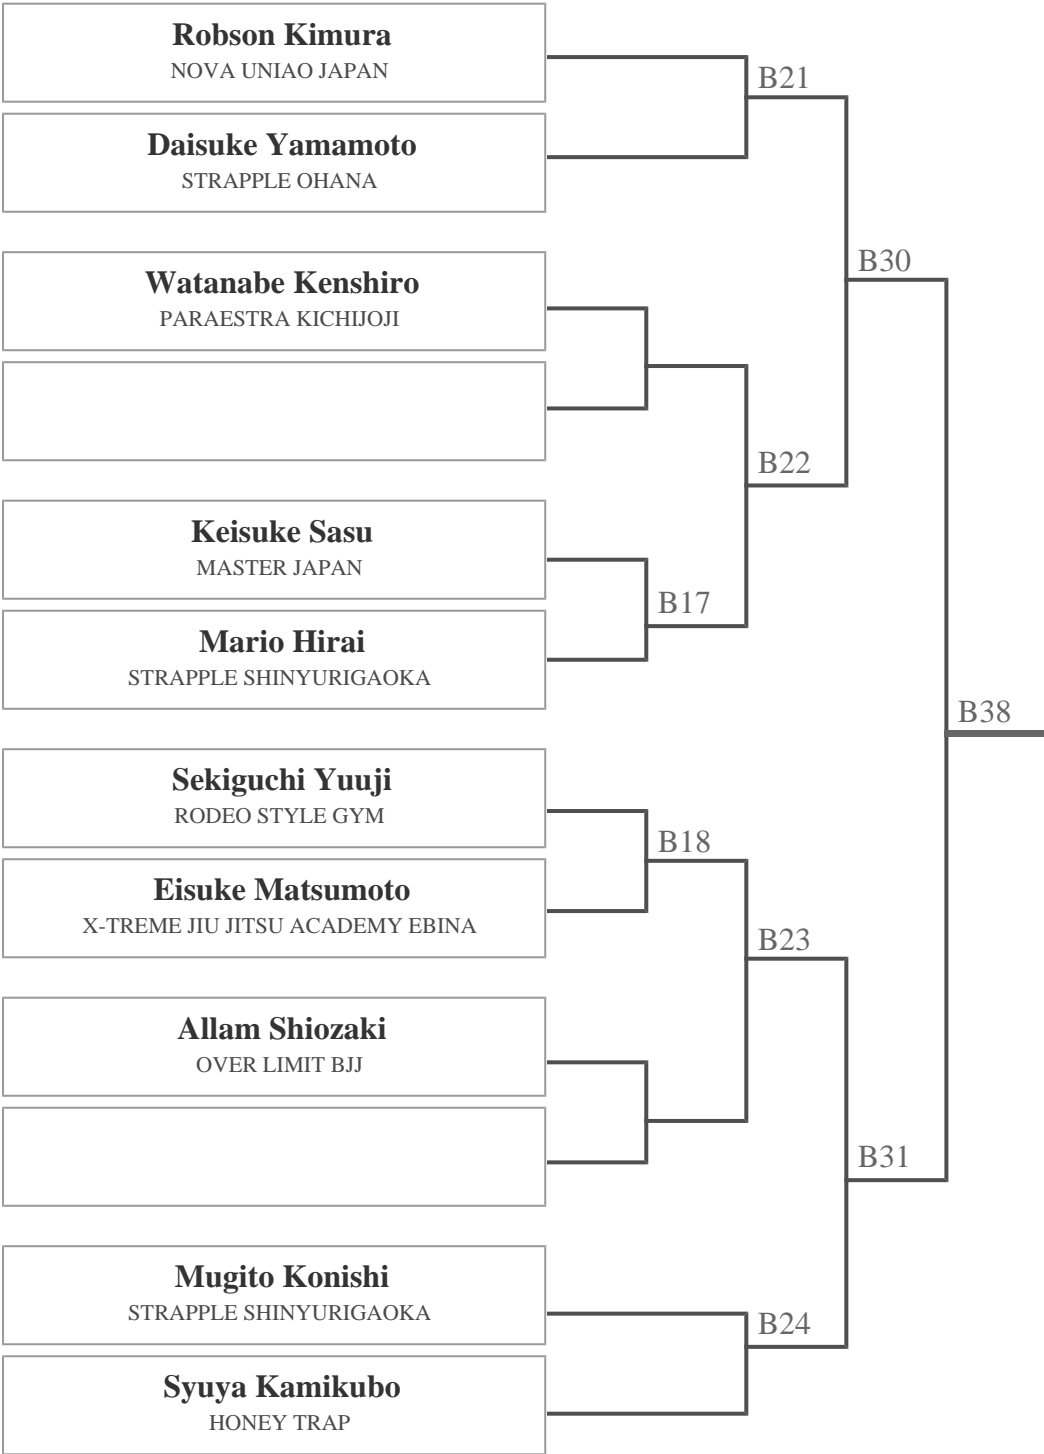 Robson Kimura
NOVA UNIAO JAPAN
B21
Daisuke Yamamoto
STRAPPLE OHANA
B30
Watanabe Kenshiro
PARAESTRA KICHIJOJI
B22
Keisuke Sasu
MASTER JAPAN
B17
Mario Hirai
STRAPPLE SHINYURIGAOKA
B38
Sekiguchi Yuuji
RODEO STYLE GYM
B18
Eisuke Matsumoto
X-TREME JIU JITSU ACADEMY EBINA
B23
Allam Shiozaki
OVER LIMIT BJJ
B31
Mugito Konishi
STRAPPLE SHINYURIGAOKA
B24
Syuya Kamikubo
HONEY TRAP